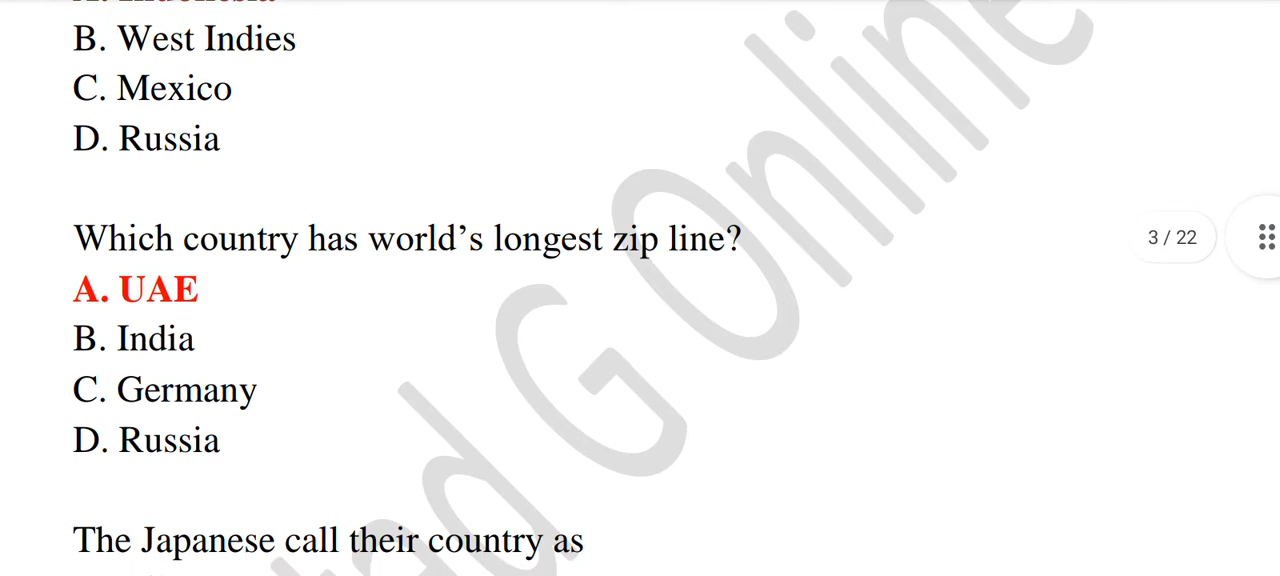 B. West Indies
C. Mexico
D. Russia
Which country has world’s longest zip line?
3 / 22
A. UAE
B. India
C. Germany
D. Russia
The Japanese call their country as
G Online